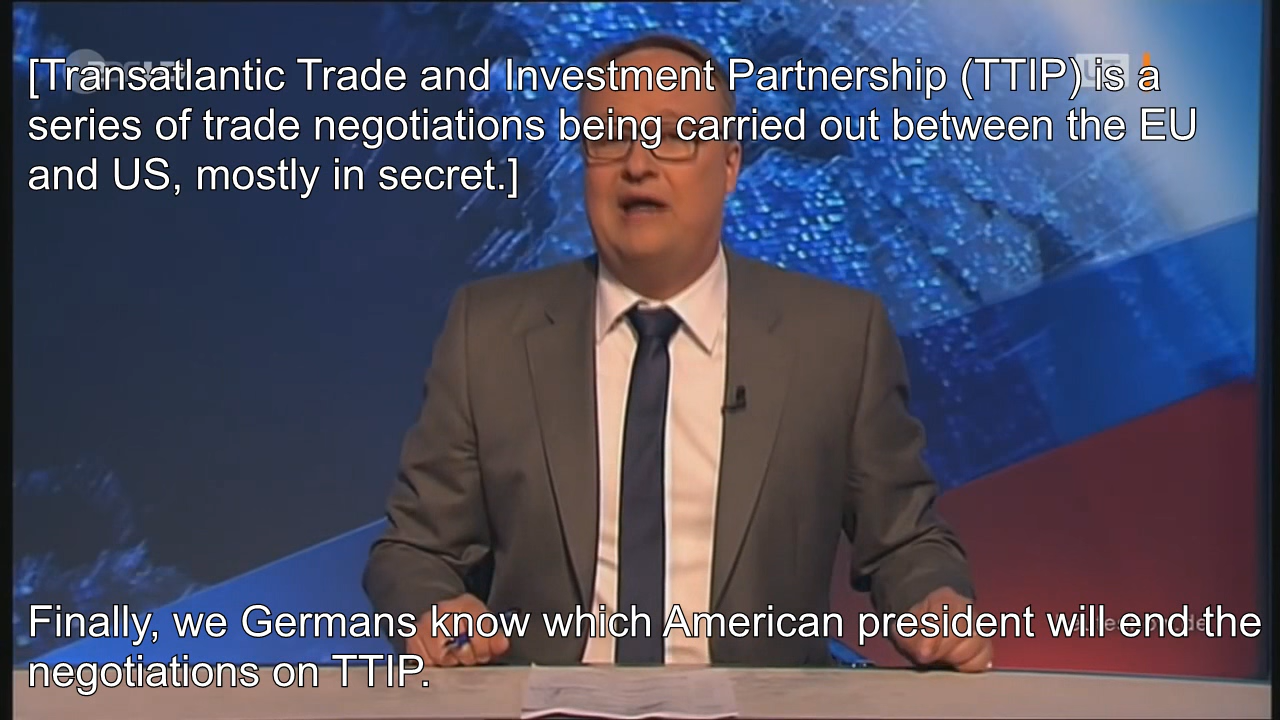 [Transatlantic Trade and Investment Partnership (TTIP) is a
series of trade negotiations being carried out between the EU
and US, mostly in secret.]
Finally, we Germans know which American president will end the
negotiations on TTIP.